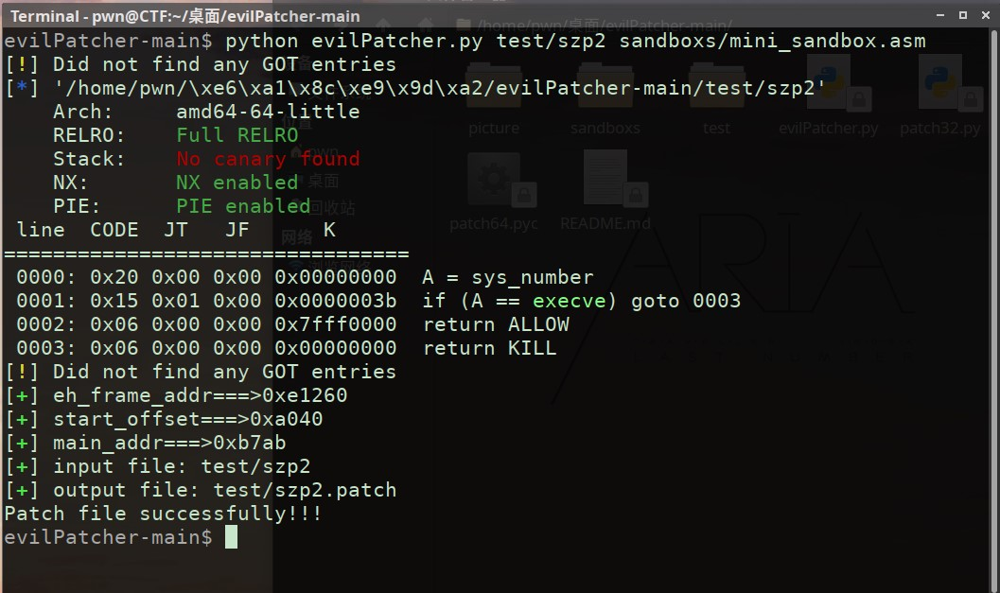 Terminal - pwn@CTF:~/桌面/evilPatcher-main
/home/pwn/桌面/evilPatcher-main/
evilPatcher-main$ python evilPatcher.py test/szp2 sandboxs/mini_sandbox.asm
[!] Did not find any GOT entries
[*] '/home/pwn/\xe6\xa1\x8c\xe9\x9d\xa2/evilPatcher-main/test/szp2'
    Arch:     amd64-64-little
    RELRO:    Full RELRO
    Stack:    No canary found
    NX:       NX enabled
    PIE:      PIE enabled
 line  CODE  JT   JF      K
=================================
 0000: 0x20 0x00 0x00 0x00000000  A = sys_number
 0001: 0x15 0x01 0x00 0x0000003b  if (A == execve) goto 0003
 0002: 0x06 0x00 0x00 0x7fff0000  return ALLOW
 0003: 0x06 0x00 0x00 0x00000000  return KILL
[!] Did not find any GOT entries
[+] eh_frame_addr===>0xe1260
[+] start_offset===>0xa040
[+] main_addr===>0xb7ab
[+] input file: test/szp2
[+] output file: test/szp2.patch
Patch file successfully!!!
evilPatcher-main$
picture
sandboxs
test
evilPatcher.py
patch32.py
patch64.pyc
README.md
桌面
回收站
网络
ARIA